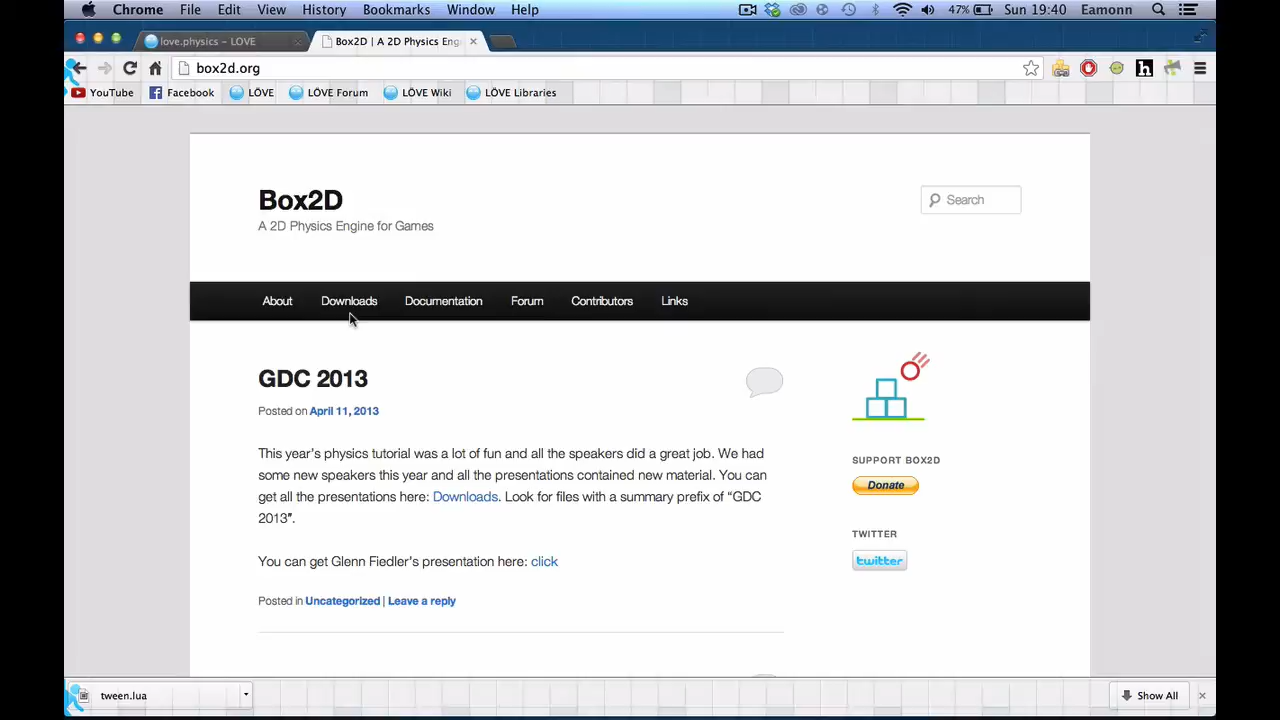 Chrome File Edit View History Bookmarks Window Help 47% Sun 19:40 Eamonn
love.physics – LOVE
Box2D | A 2D Physics Eng
box2d.org
YouTube Facebook LÖVE LÖVE Forum LÖVE Wiki LÖVE Libraries
Box2D
A 2D Physics Engine for Games
Search
About Downloads Documentation Forum Contributors Links
GDC 2013
Posted on April 11, 2013
This year's physics tutorial was a lot of fun and all the speakers did a great job. We had
some new speakers this year and all the presentations contained new material. You can
get all the presentations here: Downloads. Look for files with a summary prefix of “GDC
2013″.
You can get Glenn Fiedler's presentation here: click
Posted in Uncategorized | Leave a reply
SUPPORT BOX2D
Donate
TWITTER
twitter
tween.lua
Show All